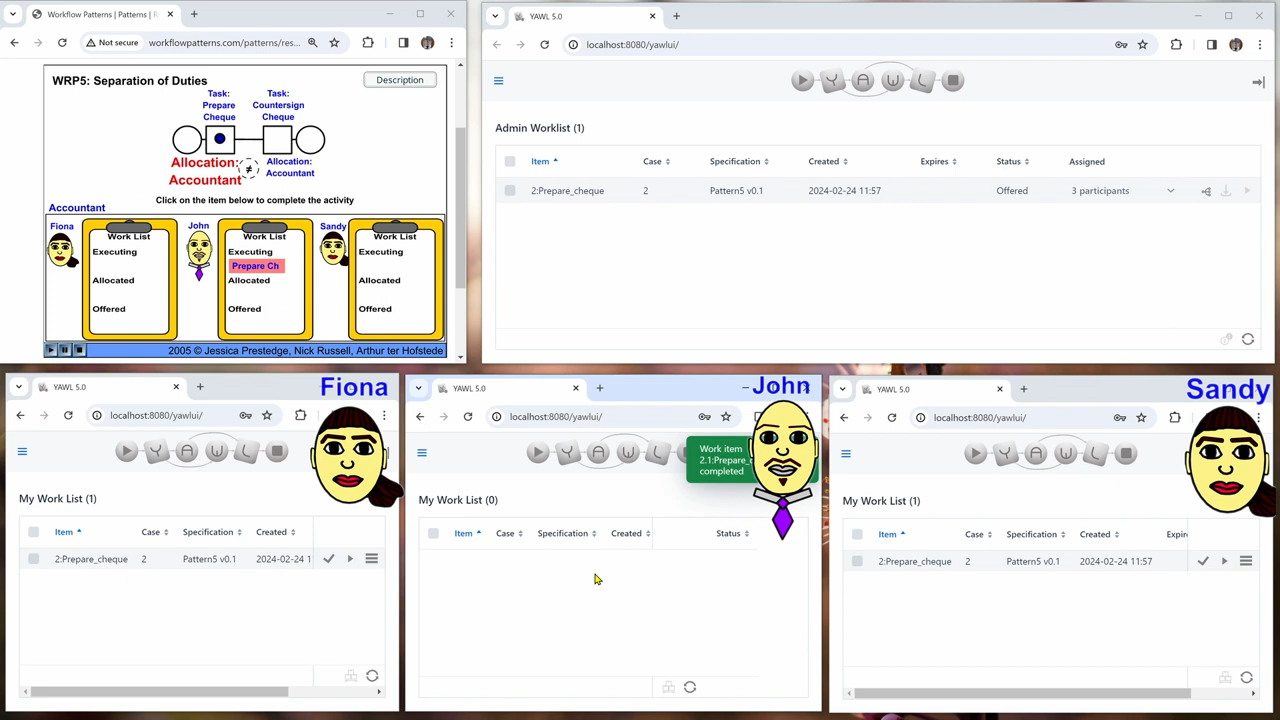 Workflow Patterns | Patterns | R
Not secure
workflowpatterns.com/patterns/res...
WRP5: Separation of Duties
Description
Task:
Prepare
Cheque
Task:
Countersign
Cheque
Allocation:
Accountant
≠
Allocation:
Accountant
Click on the item below to complete the activity
Accountant
Fiona
Work List
Executing
Allocated
Offered
John
Work List
Executing
Prepare Ch
Allocated
Offered
Sandy
Work List
Executing
Allocated
Offered
2005 © Jessica Prestedge, Nick Russell, Arthur ter Hofstede
YAWL 5.0
localhost:8080/yawlui/
Y A W L
Admin Worklist (1)
Item Case Specification Created Expires Status Assigned
2:Prepare_cheque 2 Pattern5 v0.1 2024-02-24 11:57 Offered 3 participants
YAWL 5.0
Fiona
localhost:8080/yawlui/
Y A W L
My Work List (1)
Item Case Specification Created
2:Prepare_cheque 2 Pattern5 v0.1 2024-02-24 1
YAWL 5.0
John
localhost:8080/yawlui/
Y A W L
Work item
2.1:Prepare_c
completed
My Work List (0)
Item Case Specification Created Status
YAWL 5.0
Sandy
localhost:8080/yawlui/
Y A W L
My Work List (1)
Item Case Specification Created Expire
2:Prepare_cheque 2 Pattern5 v0.1 2024-02-24 11:57